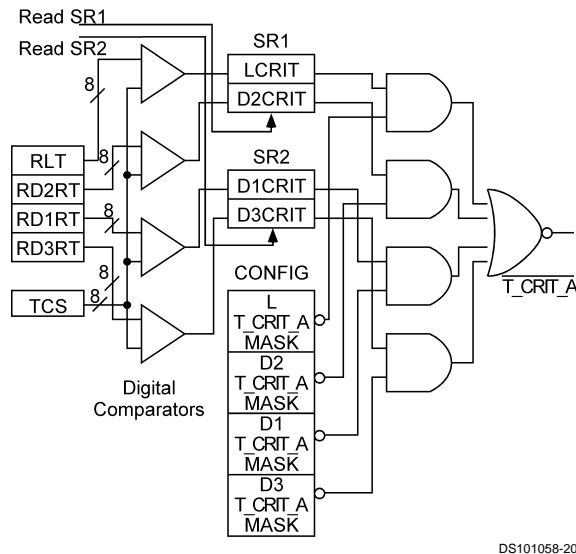 Read SR1
Read SR2
SR1
LCRIT
D2CRIT
8
8
8
8
8
RLT
RD2RT
RD1RT
RD3RT
TCS
SR2
D1CRIT
D3CRIT
CONFIG
L
T_CRIT_A
MASK
D2
T_CRIT_A
MASK
D1
T_CRIT_A
MASK
D3
T_CRIT_A
MASK
Digital
Comparators
T_CRIT_A
DS101058-20